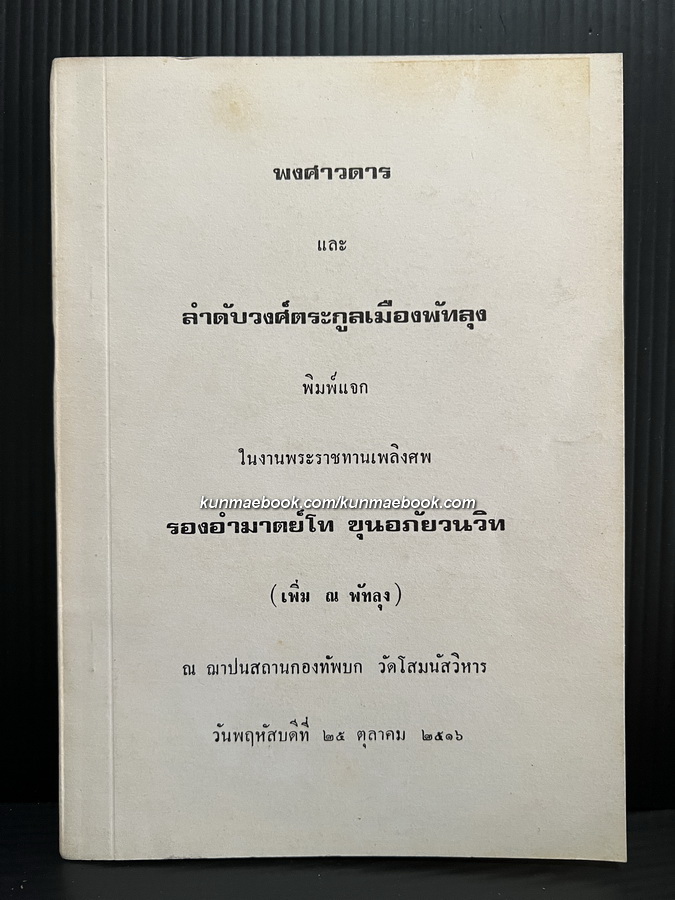 พงศาวดาร
และ
ลำดับวงศ์ตระกูลเมืองพัทลุง
พิมพ์แจก
ในงานพระราชทานเพลิงศพ
kunmaebook.com/kunmaebook.com
รองอำมาตย์โท ขุนอภัยวนวิท
(เพิ่ม ณ พัทลุง)
ณ ฌาปนสถานกองทัพบก วัดโสมนัสวิหาร
วันพฤหัสบดีที่ ๒๕ ตุลาคม ๒๕๑๖